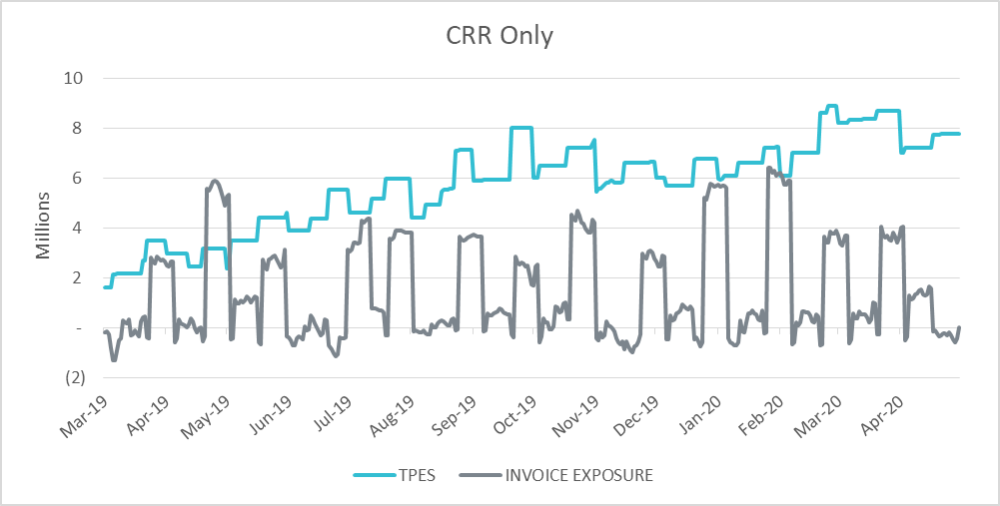 CRR Only
Millions
10
8
6
4
2
-
(2)
Mar-19 Apr-19 May-19 Jun-19 Jul-19 Aug-19 Sep-19 Oct-19 Nov-19 Dec-19 Jan-20 Feb-20 Mar-20 Apr-20
TPES INVOICE EXPOSURE